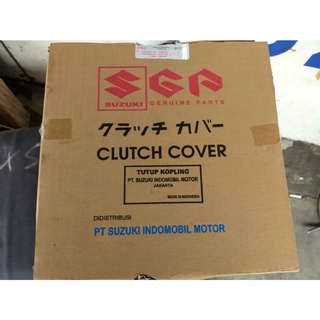 SUZUKI
SGP
GENUINE PARTS
クラッチ カバー
CLUTCH COVER
TUTUP KOPLING
PT. SUZUKI INDOMOBIL MOTOR
JAKARTA
MADE IN INDONESIA
DIDISTRIBUSI
PT SUZUKI INDOMOBIL MOTOR